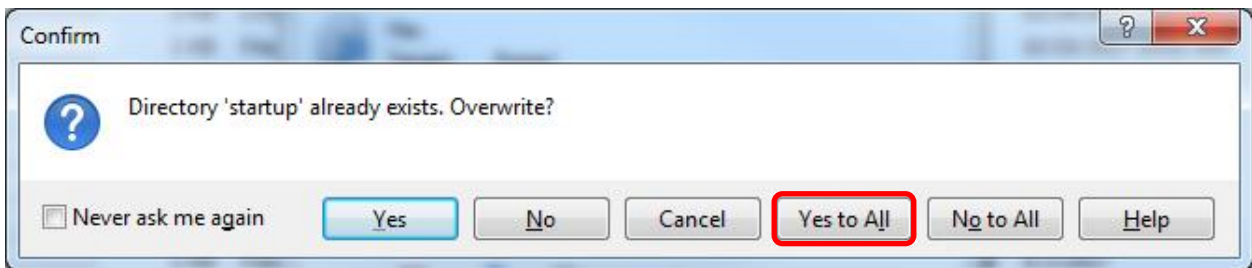 Confirm
Directory 'startup' already exists. Overwrite?
Never ask me again Yes No Cancel Yes to All No to All Help